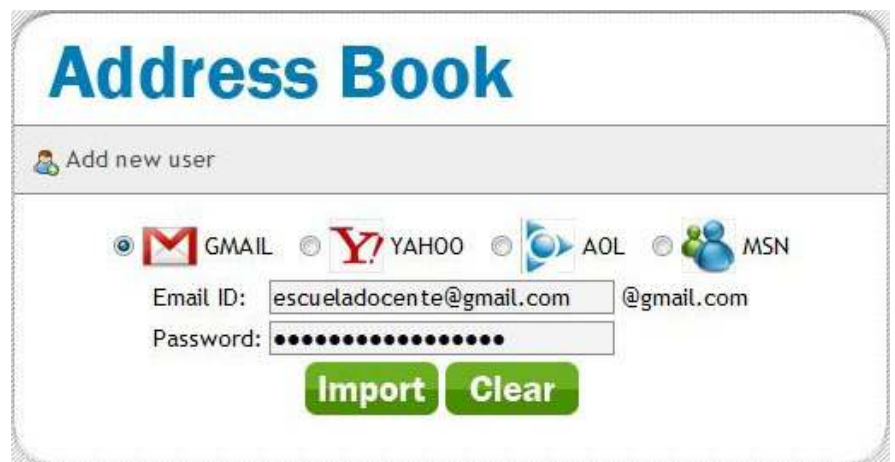 Address Book
Add new user
GMAIL Y! YAHOO AOL MSN
Email ID: escueladocente@gmail.com @gmail.com
Password: •••••••••••••••••
Import Clear